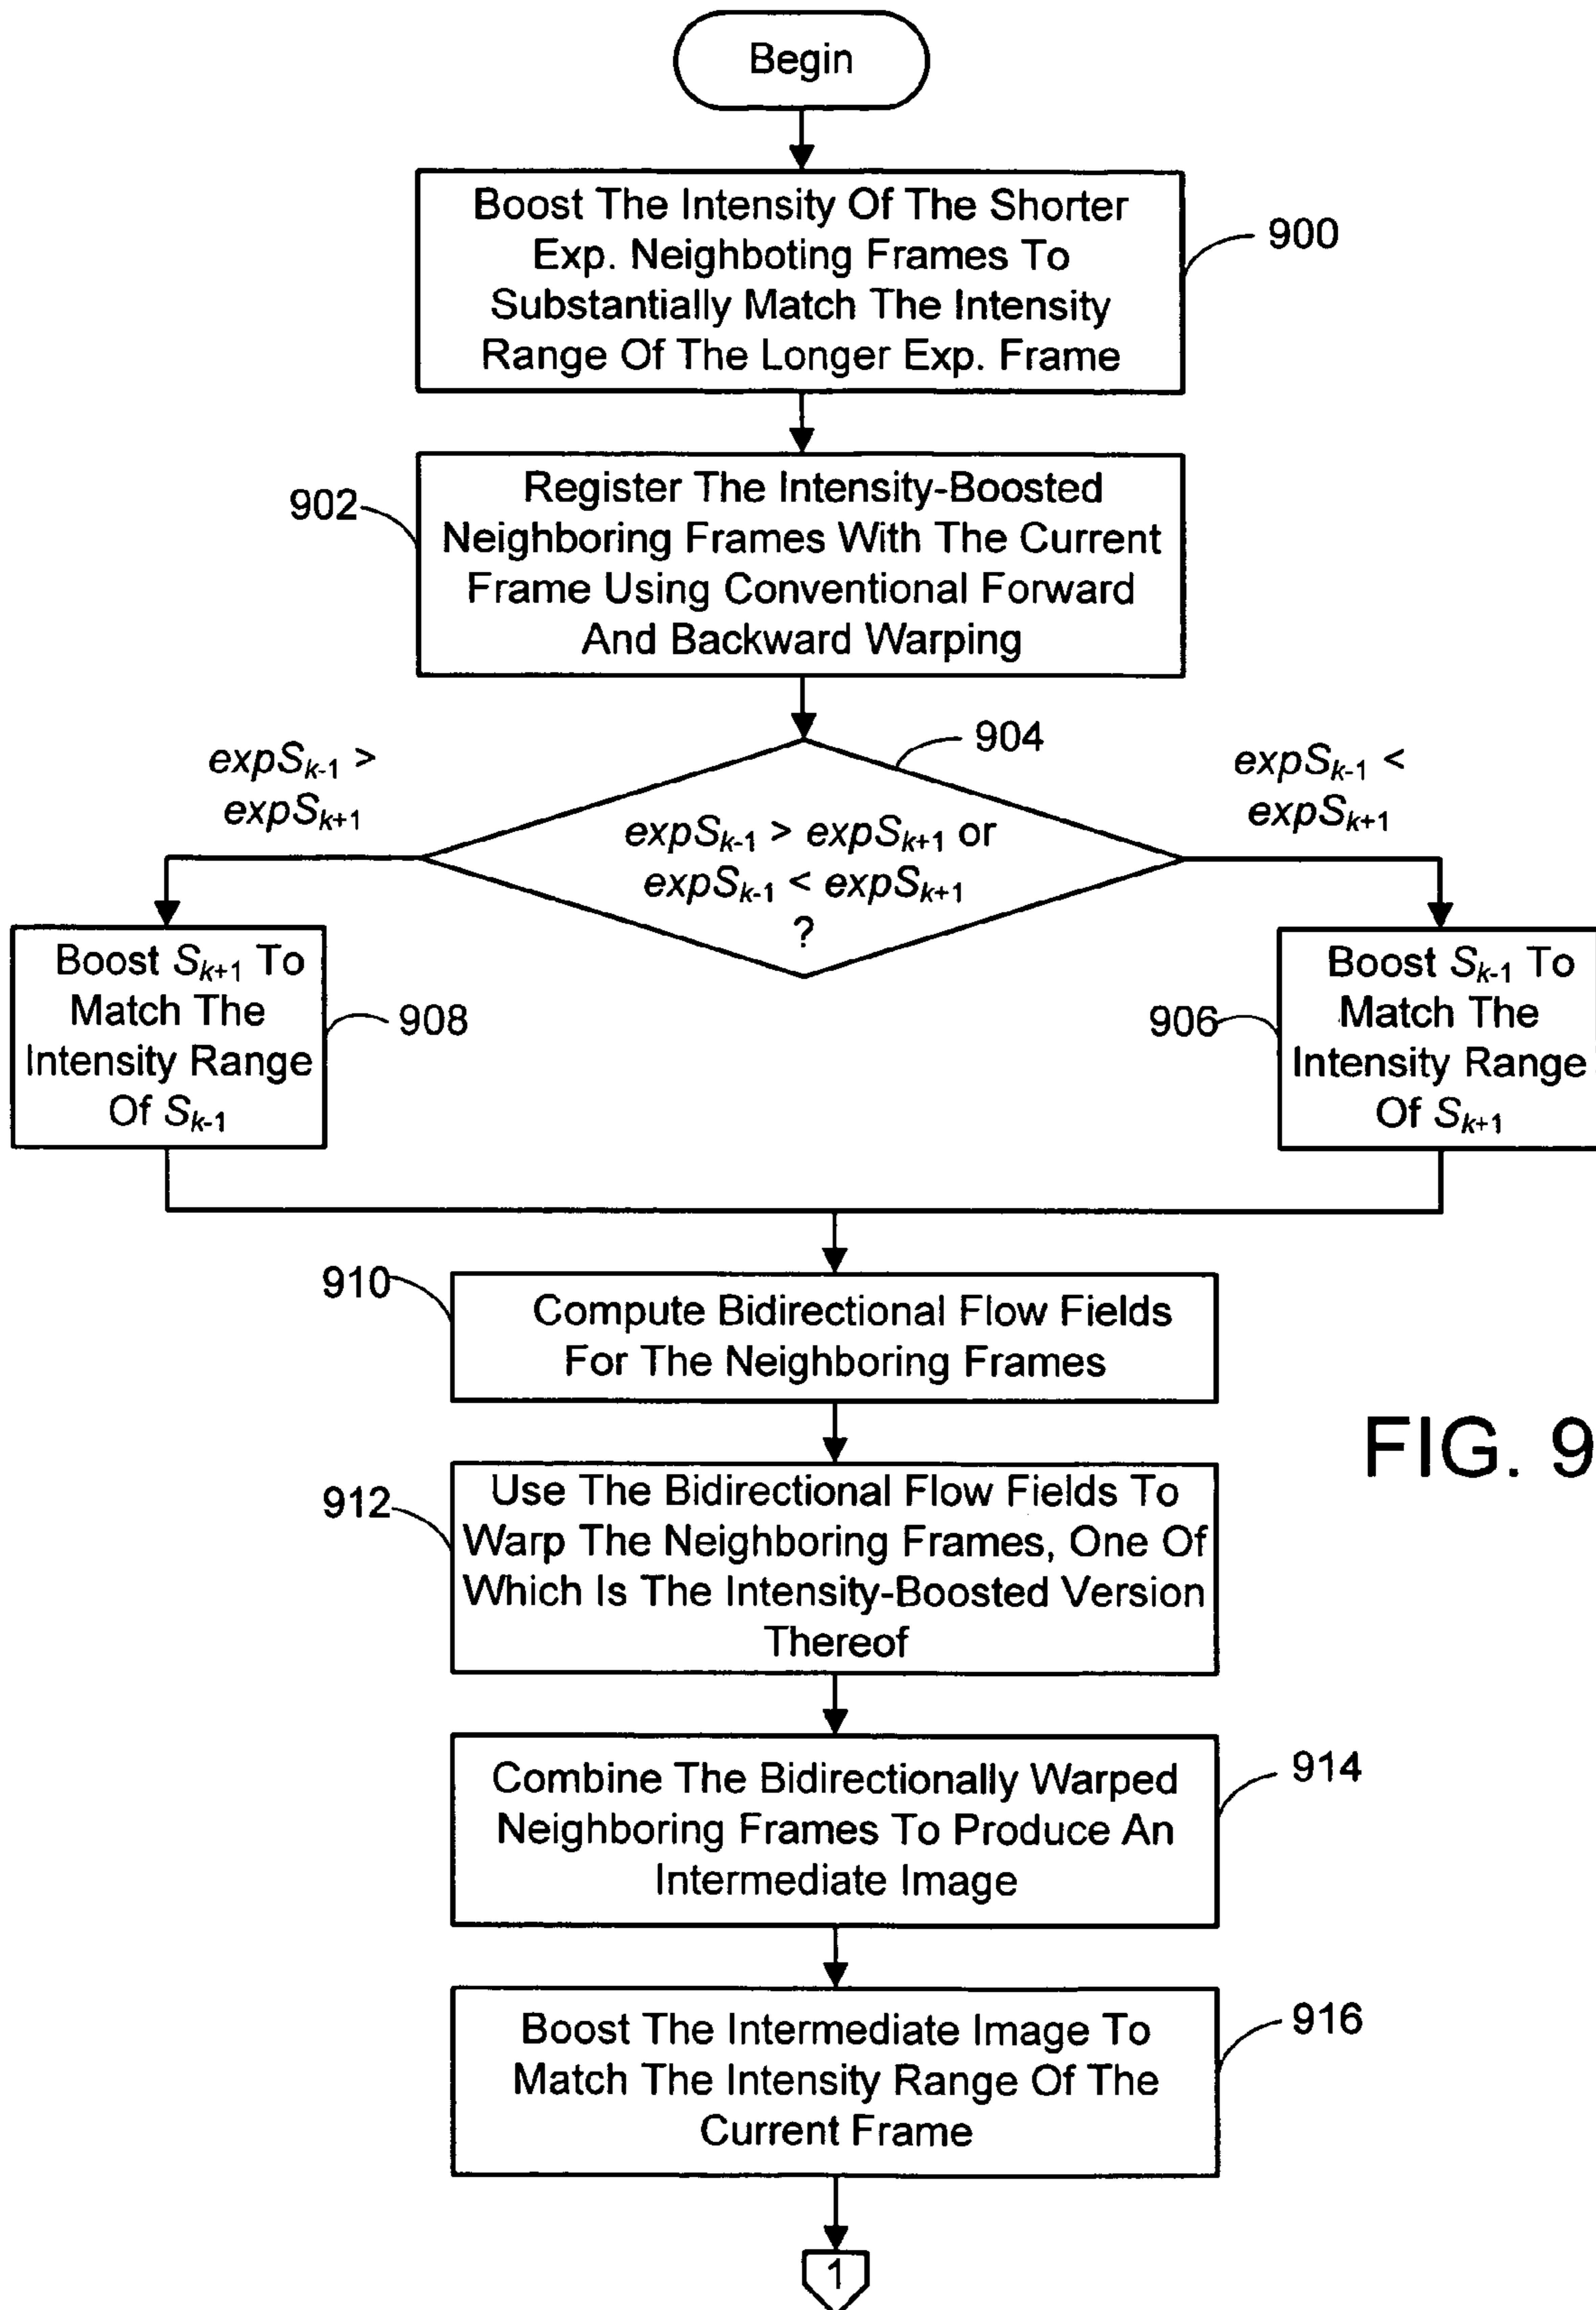 Begin
Boost The Intensity Of The Shorter
Exp. Neighboting Frames To
Substantially Match The Intensity
Range Of The Longer Exp. Frame
900
902
Register The Intensity-Boosted
Neighboring Frames With The Current
Frame Using Conventional Forward
And Backward Warping
904
expSk-1 >
expSk+1
expSk-1 > expSk+1 or
expSk-1 < expSk+1
?
expSk-1 <
expSk+1
Boost Sk+1 To
Match The
Intensity Range
Of Sk-1
908
906
Boost Sk-1 To
Match The
Intensity Range
Of Sk+1
910
Compute Bidirectional Flow Fields
For The Neighboring Frames
FIG. 9
912
Use The Bidirectional Flow Fields To
Warp The Neighboring Frames, One Of
Which Is The Intensity-Boosted Version
Thereof
Combine The Bidirectionally Warped
Neighboring Frames To Produce An
Intermediate Image
914
Boost The Intermediate Image To
Match The Intensity Range Of The
Current Frame
916
1